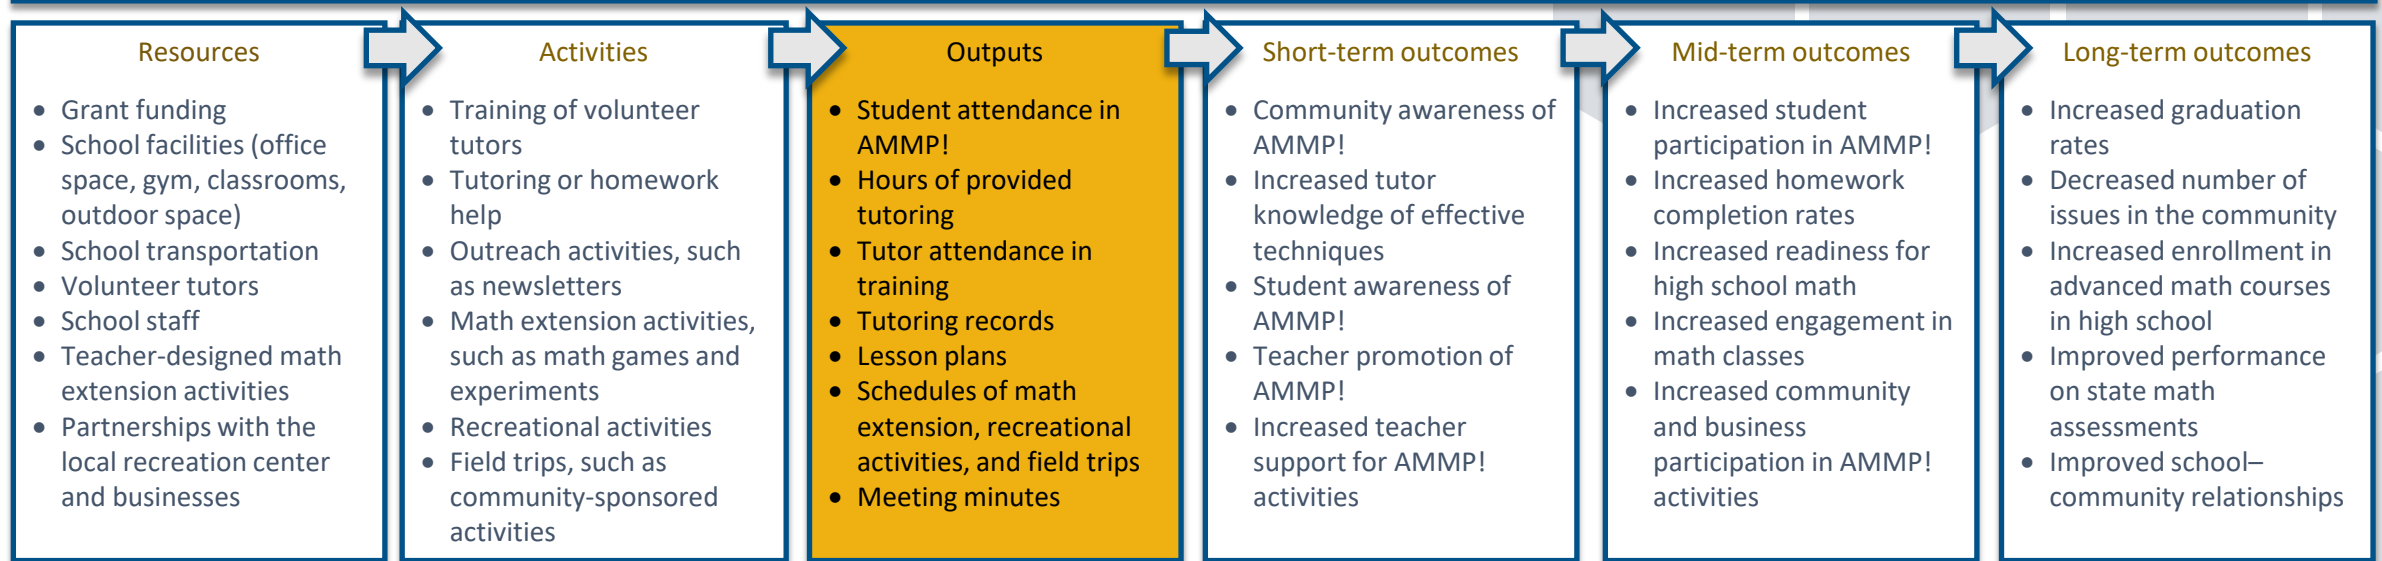 Resources
• Grant funding
• School facilities (office
space, gym, classrooms,
outdoor space)
• School transportation
• Volunteer tutors
• School staff
• Teacher-designed math
extension activities
• Partnerships with the
local recreation center
and businesses
Activities
• Training of volunteer
tutors
• Tutoring or homework
help
• Outreach activities, such
as newsletters
• Math extension activities,
such as math games and
experiments
• Recreational activities
• Field trips, such as
community-sponsored
activities
Outputs
• Student attendance in
AMMP!
• Hours of provided
tutoring
• Tutor attendance in
training
• Tutoring records
• Lesson plans
• Schedules of math
extension, recreational
activities, and field trips
• Meeting minutes
Short-term outcomes
• Community awareness of
AMMP!
• Increased tutor
knowledge of effective
techniques
• Student awareness of
AMMP!
• Teacher promotion of
AMMP!
• Increased teacher
support for AMMP!
activities
Mid-term outcomes
• Increased student
participation in AMMP!
• Increased homework
completion rates
• Increased readiness for
high school math
• Increased engagement in
math classes
• Increased community
and business
participation in AMMP!
activities
Long-term outcomes
• Increased graduation
rates
• Decreased number of
issues in the community
• Increased enrollment in
advanced math courses
in high school
• Improved performance
on state math
assessments
• Improved school–
community relationships